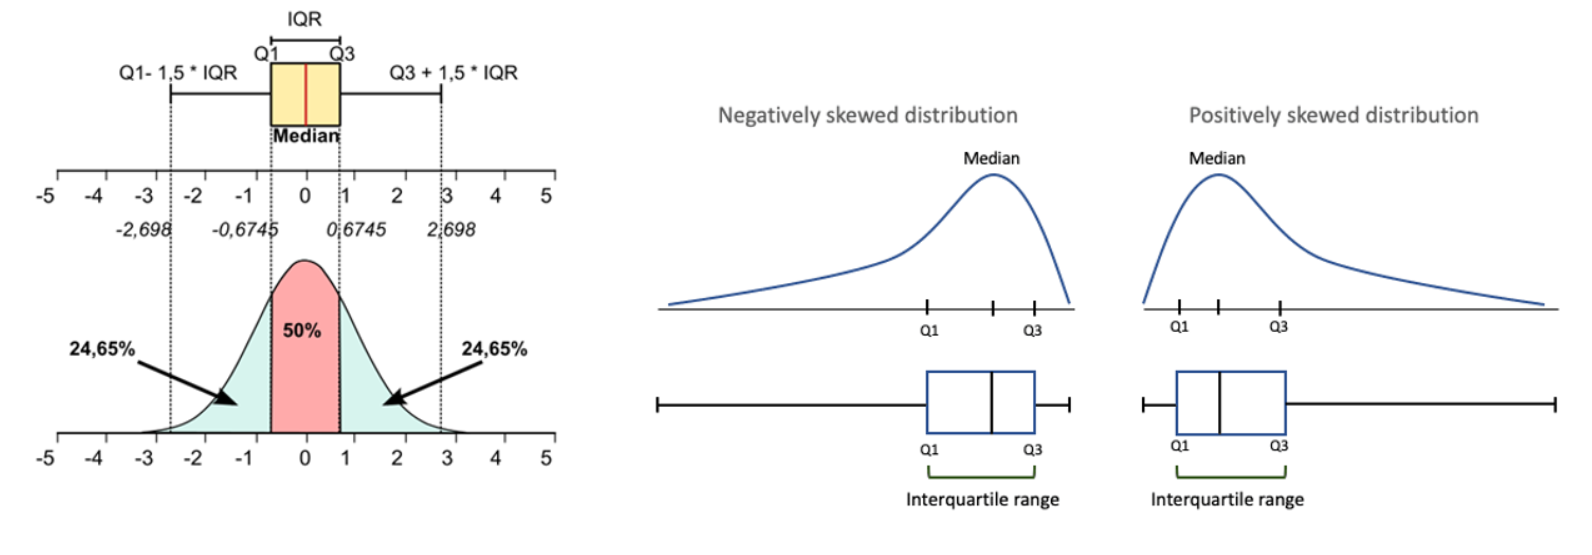 IQR
Q1 Q3
Q1- 1,5 * IQR Q3 + 1,5 * IQR
Median
-5 -4 -3 -2 -1 0 1 2 3 4 5
-2,698 -0,6745 0,6745 2,698
50%
24,65% 24,65%
-5 -4 -3 -2 -1 0 1 2 3 4 5
Negatively skewed distribution
Median
Q1 Q3
Q1 Q3
Interquartile range
Positively skewed distribution
Median
Q1 Q3
Q1 Q3
Interquartile range